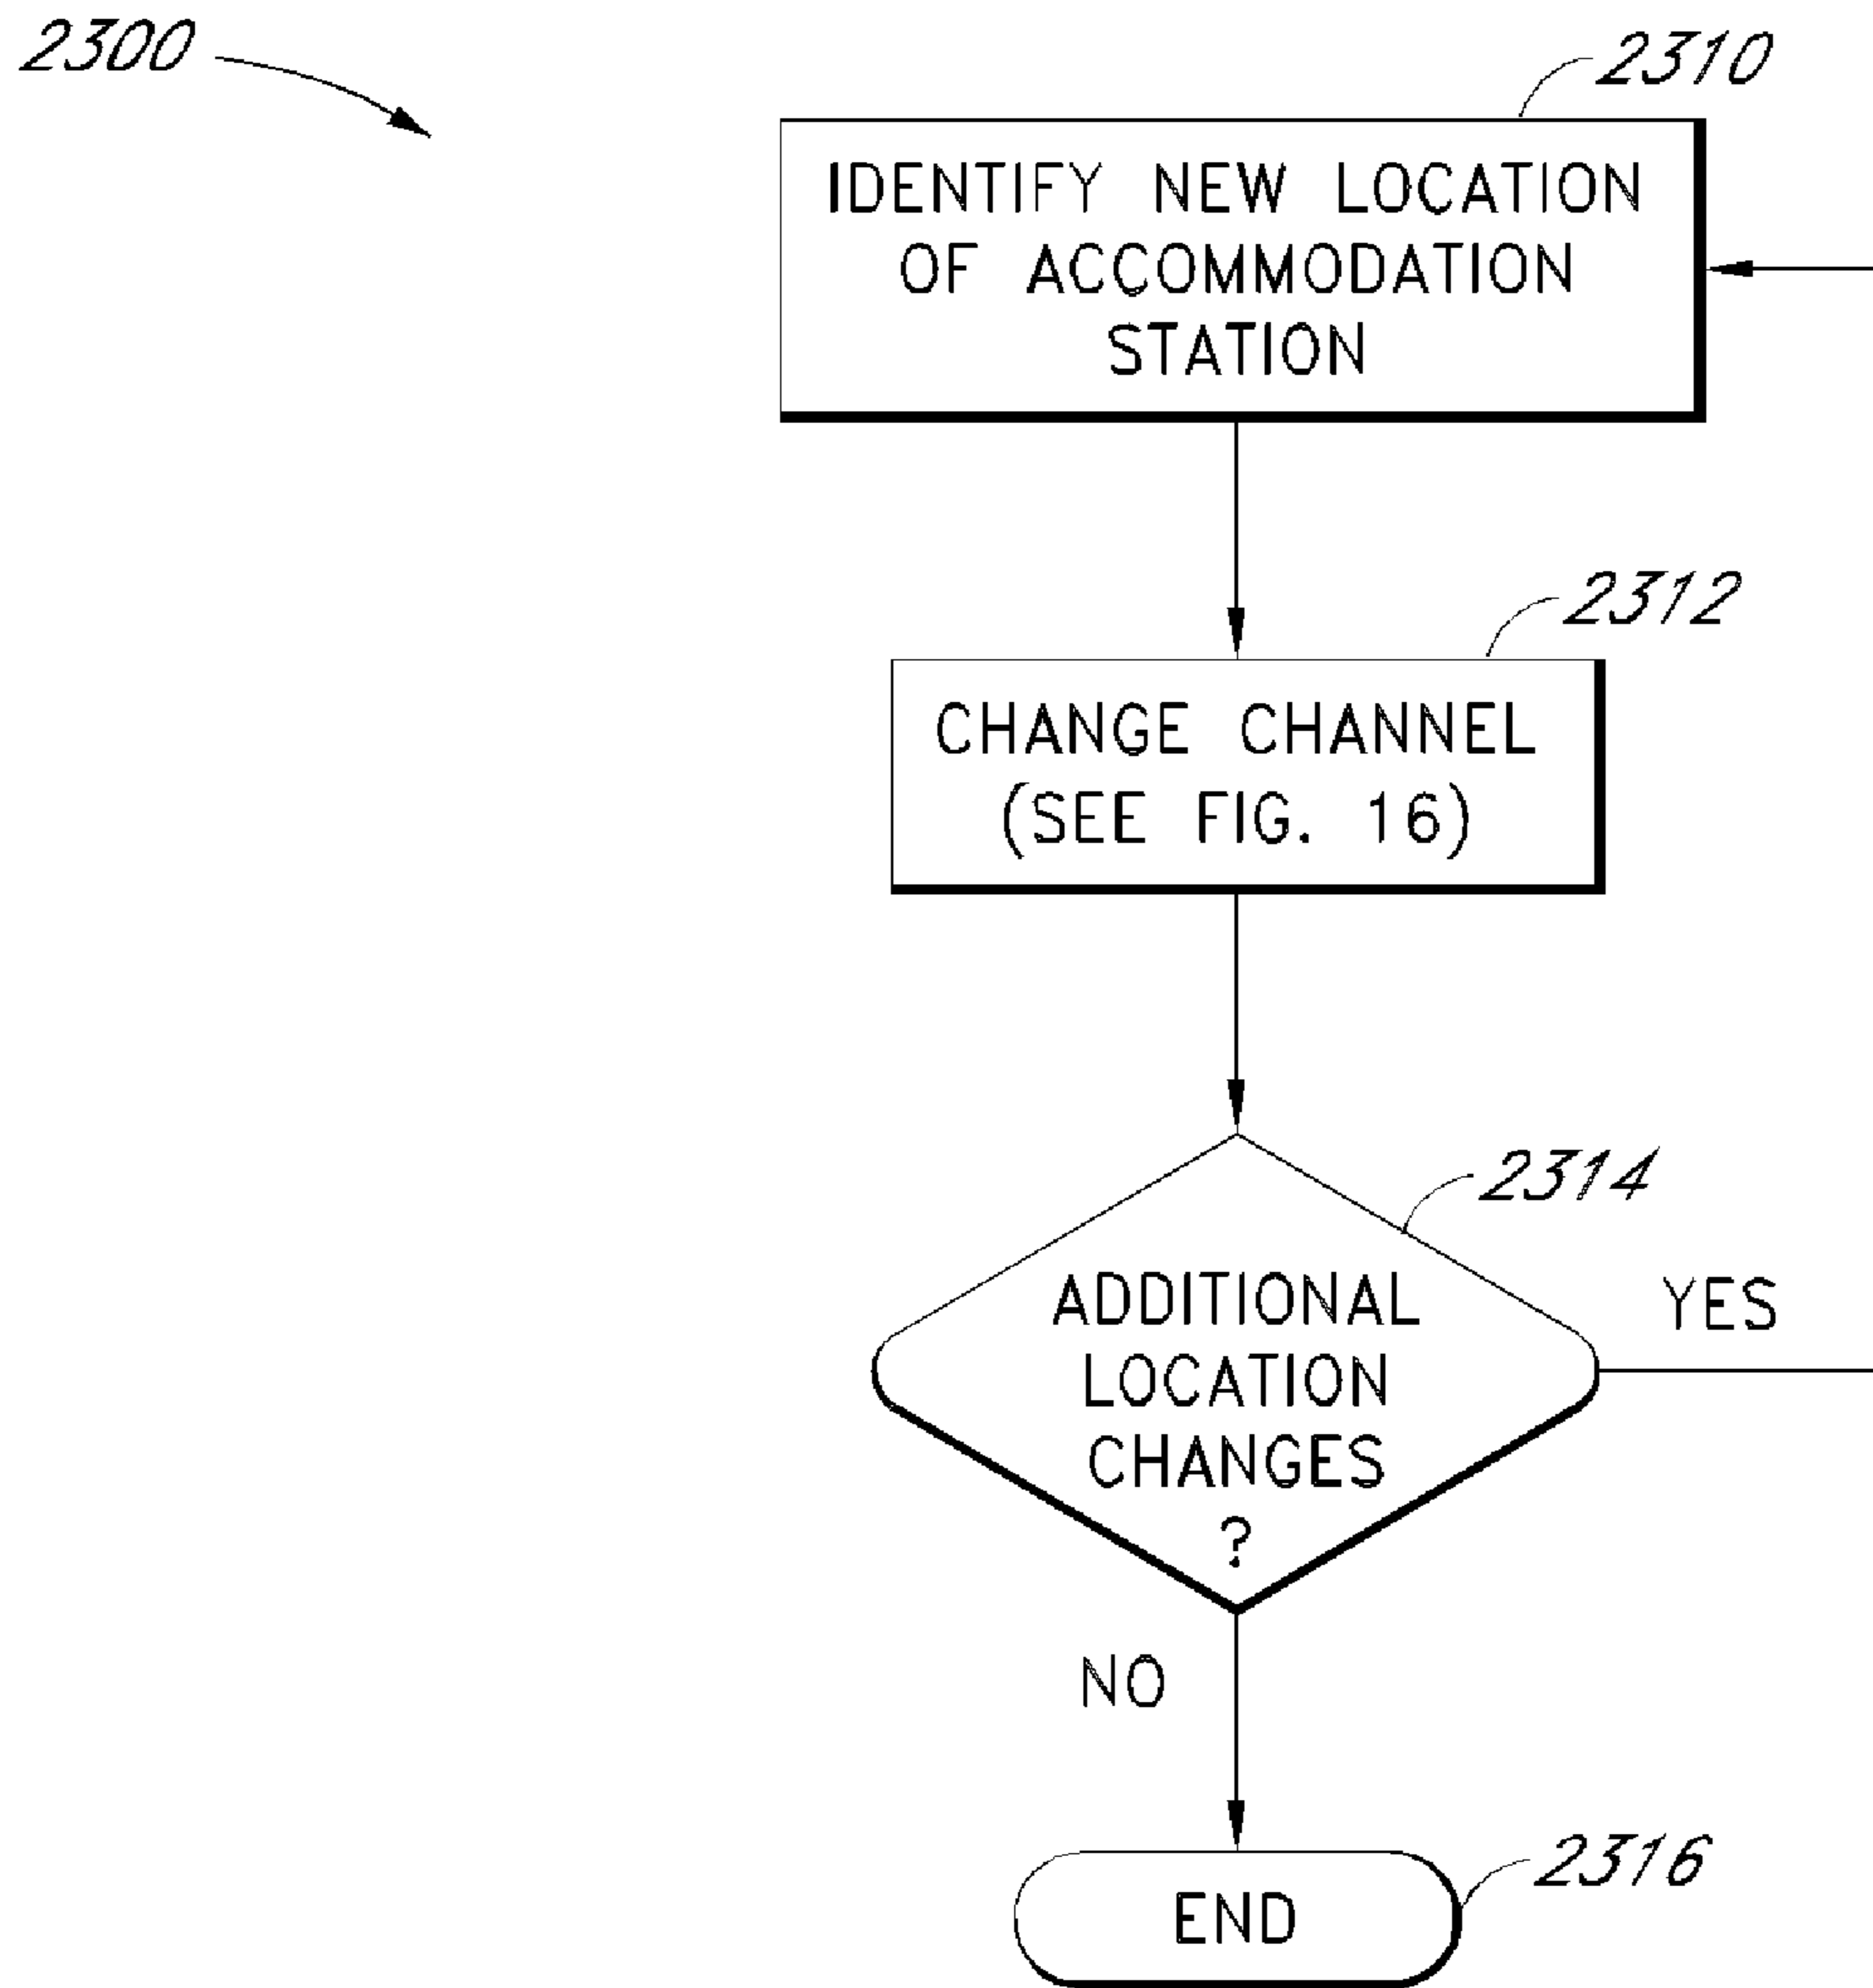 2300
2310
IDENTIFY NEW LOCATION
OF ACCOMMODATION
STATION
2312
CHANGE CHANNEL
(SEE FIG. 16)
2314
ADDITIONAL
LOCATION
CHANGES
?
YES
NO
2316
END